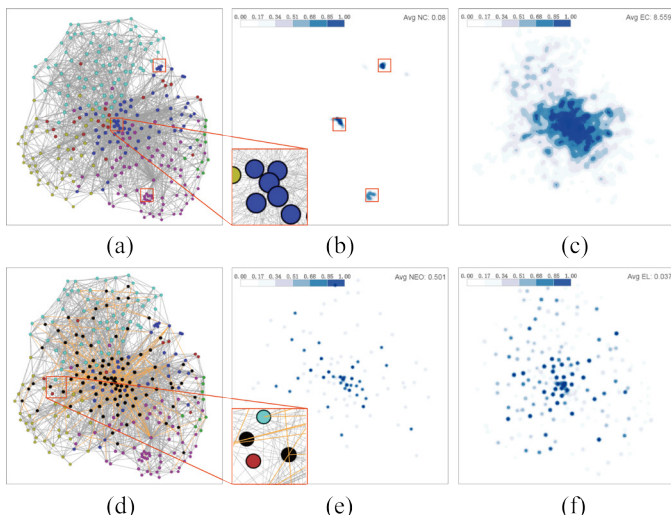 0.00 0.17 0.34 0.51 0.68 0.85 1.00 Avg NC: 0.08
0.00 0.17 0.34 0.51 0.68 0.85 1.00 Avg EC: 8.559
(a) (b) (c)
0.00 0.17 0.34 0.51 0.68 0.85 1.00 Avg NEO: 0.501
0.00 0.17 0.34 0.51 0.68 0.85 1.00 Avg EL: 0.037
(d) (e) (f)